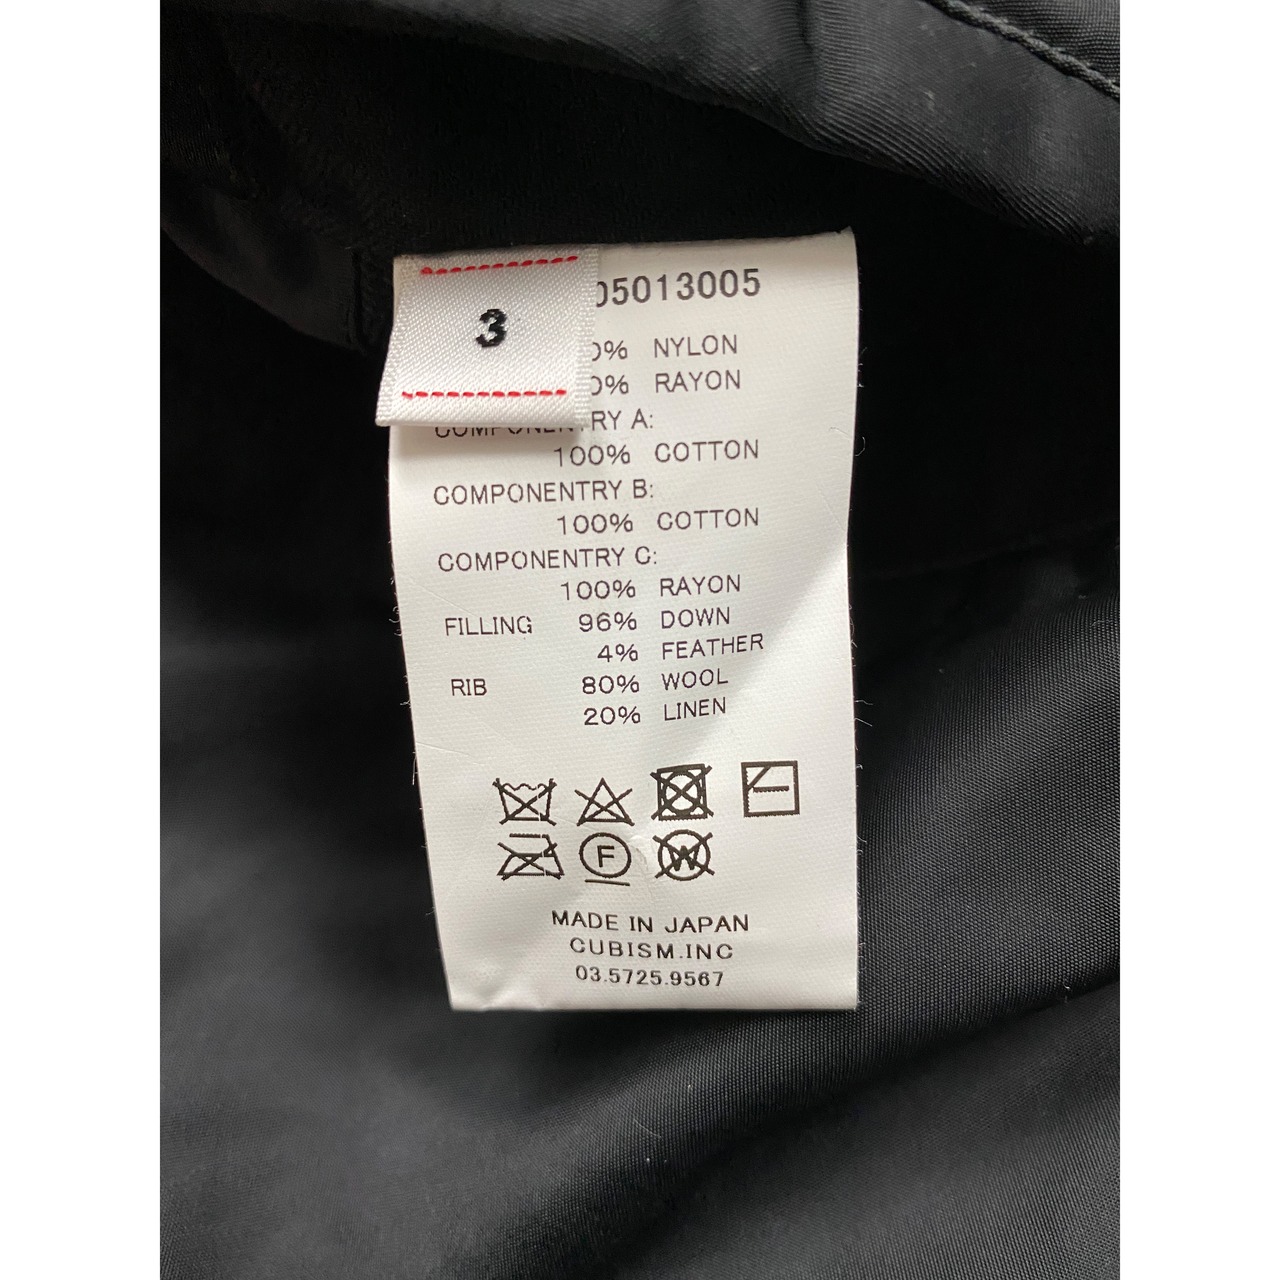 3
05013005
0% NYLON
0% RAYON
COMPONENTRY A:
100% COTTON
COMPONENTRY B:
100% COTTON
COMPONENTRY C:
100% RAYON
FILLING 96% DOWN
4% FEATHER
RIB 80% WOOL
20% LINEN
F W
MADE IN JAPAN
CUBISM.INC
03.5725.9567